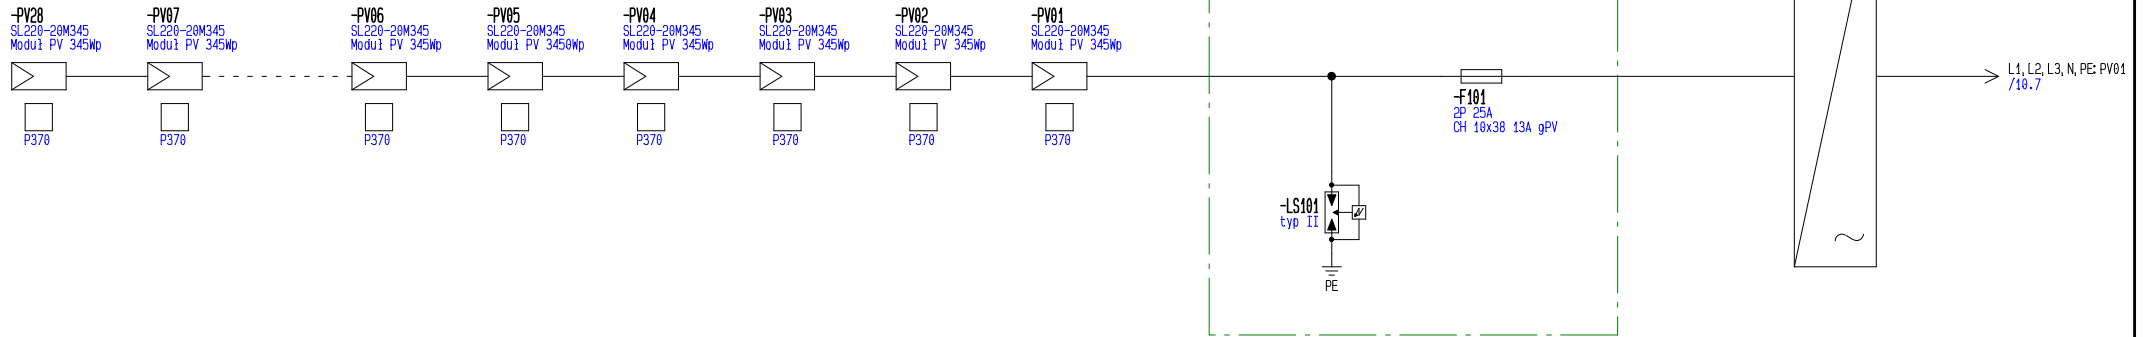 -PV28
SL220-20M345
Moduł PV 345Wp
P370
-PV07
SL220-20M345
Moduł PV 345Wp
P370
-PV06
SL220-20M345
Moduł PV 345Wp
P370
-PV05
SL220-20M345
Moduł PV 3450Wp
P370
-PV04
SL220-20M345
Moduł PV 345Wp
P370
-PV03
SL220-20M345
Moduł PV 345Wp
P370
-PV02
SL220-20M345
Moduł PV 345Wp
P370
-PV01
SL220-20M345
Moduł PV 345Wp
P370
-LS101
typ II
PE
-F101
2P 25A
CH 10x38 13A gPV
~
L1, L2, L3, N, PE: PV01
/10.7